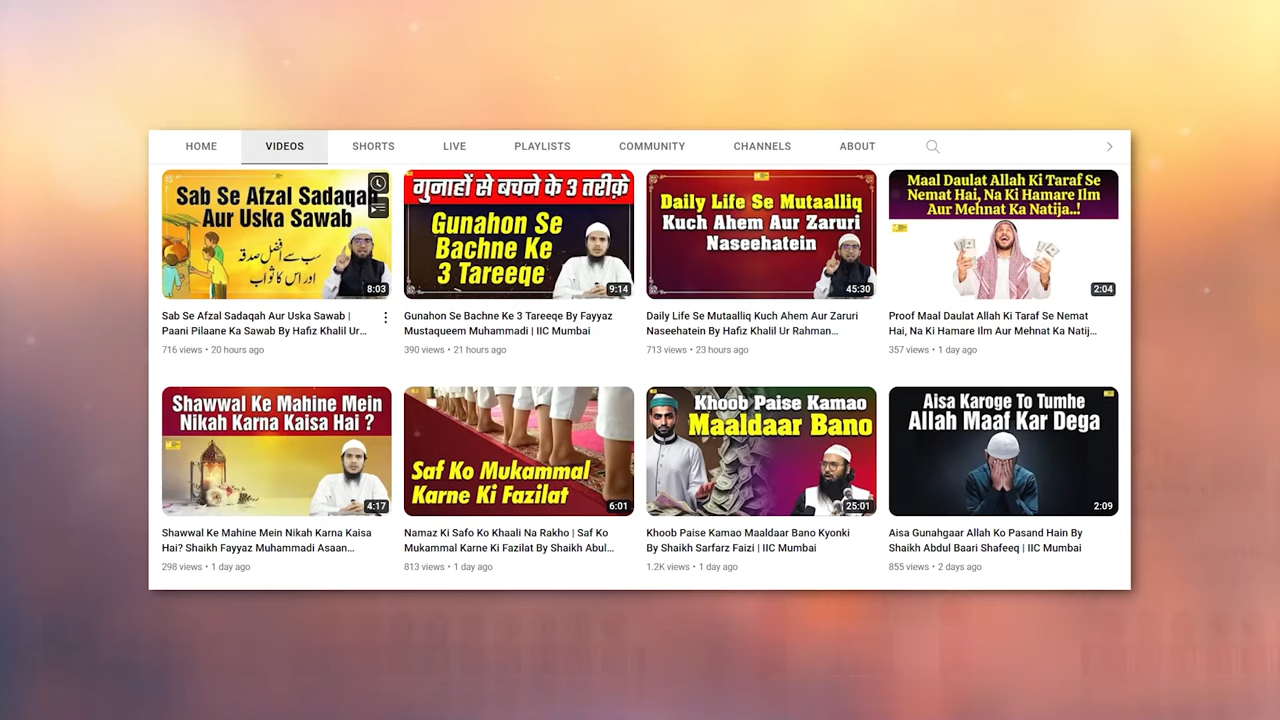 HOME VIDEOS SHORTS LIVE PLAYLISTS COMMUNITY CHANNELS ABOUT
Sab Se Afzal Sadaqah
Aur Uska Sawab
سب سے افضل صدقہ
اور اس کا ثواب
8:03
Sab Se Afzal Sadaqah Aur Uska Sawab |
Paani Pilaane Ka Sawab By Hafiz Khalil Ur...
716 views • 20 hours ago
गुनाहों से बचने के 3 तरीक़े
Gunahon Se
Bachne Ke
3 Tareeqe
9:14
Gunahon Se Bachne Ke 3 Tareeqe By Fayyaz
Mustaqueem Muhammadi | IIC Mumbai
390 views • 21 hours ago
Daily Life Se Mutaalliq
Kuch Ahem Aur Zaruri
Naseehatein
45:30
Daily Life Se Mutaalliq Kuch Ahem Aur Zaruri
Naseehatein By Hafiz Khalil Ur Rahman...
713 views • 23 hours ago
Maal Daulat Allah Ki Taraf Se
Nemat Hai, Na Ki Hamare Ilm
Aur Mehnat Ka Natija..!
2:04
Proof Maal Daulat Allah Ki Taraf Se Nemat
Hai, Na Ki Hamare Ilm Aur Mehnat Ka Natij...
357 views • 1 day ago
Shawwal Ke Mahine Mein
Nikah Karna Kaisa Hai ?
4:17
Shawwal Ke Mahine Mein Nikah Karna Kaisa
Hai? Shaikh Fayyaz Muhammadi Asaan...
298 views • 1 day ago
Saf Ko Mukammal
Karne Ki Fazilat
6:01
Namaz Ki Safo Ko Khaali Na Rakho | Saf Ko
Mukammal Karne Ki Fazilat By Shaikh Abul...
813 views • 1 day ago
Khoob Paise Kamao
Maaldaar Bano
25:01
Khoob Paise Kamao Maaldaar Bano Kyonki
By Shaikh Sarfarz Faizi | IIC Mumbai
1.2K views • 1 day ago
Aisa Karoge To Tumhe
Allah Maaf Kar Dega
2:09
Aisa Gunahgaar Allah Ko Pasand Hain By
Shaikh Abdul Baari Shafeeq | IIC Mumbai
855 views • 2 days ago